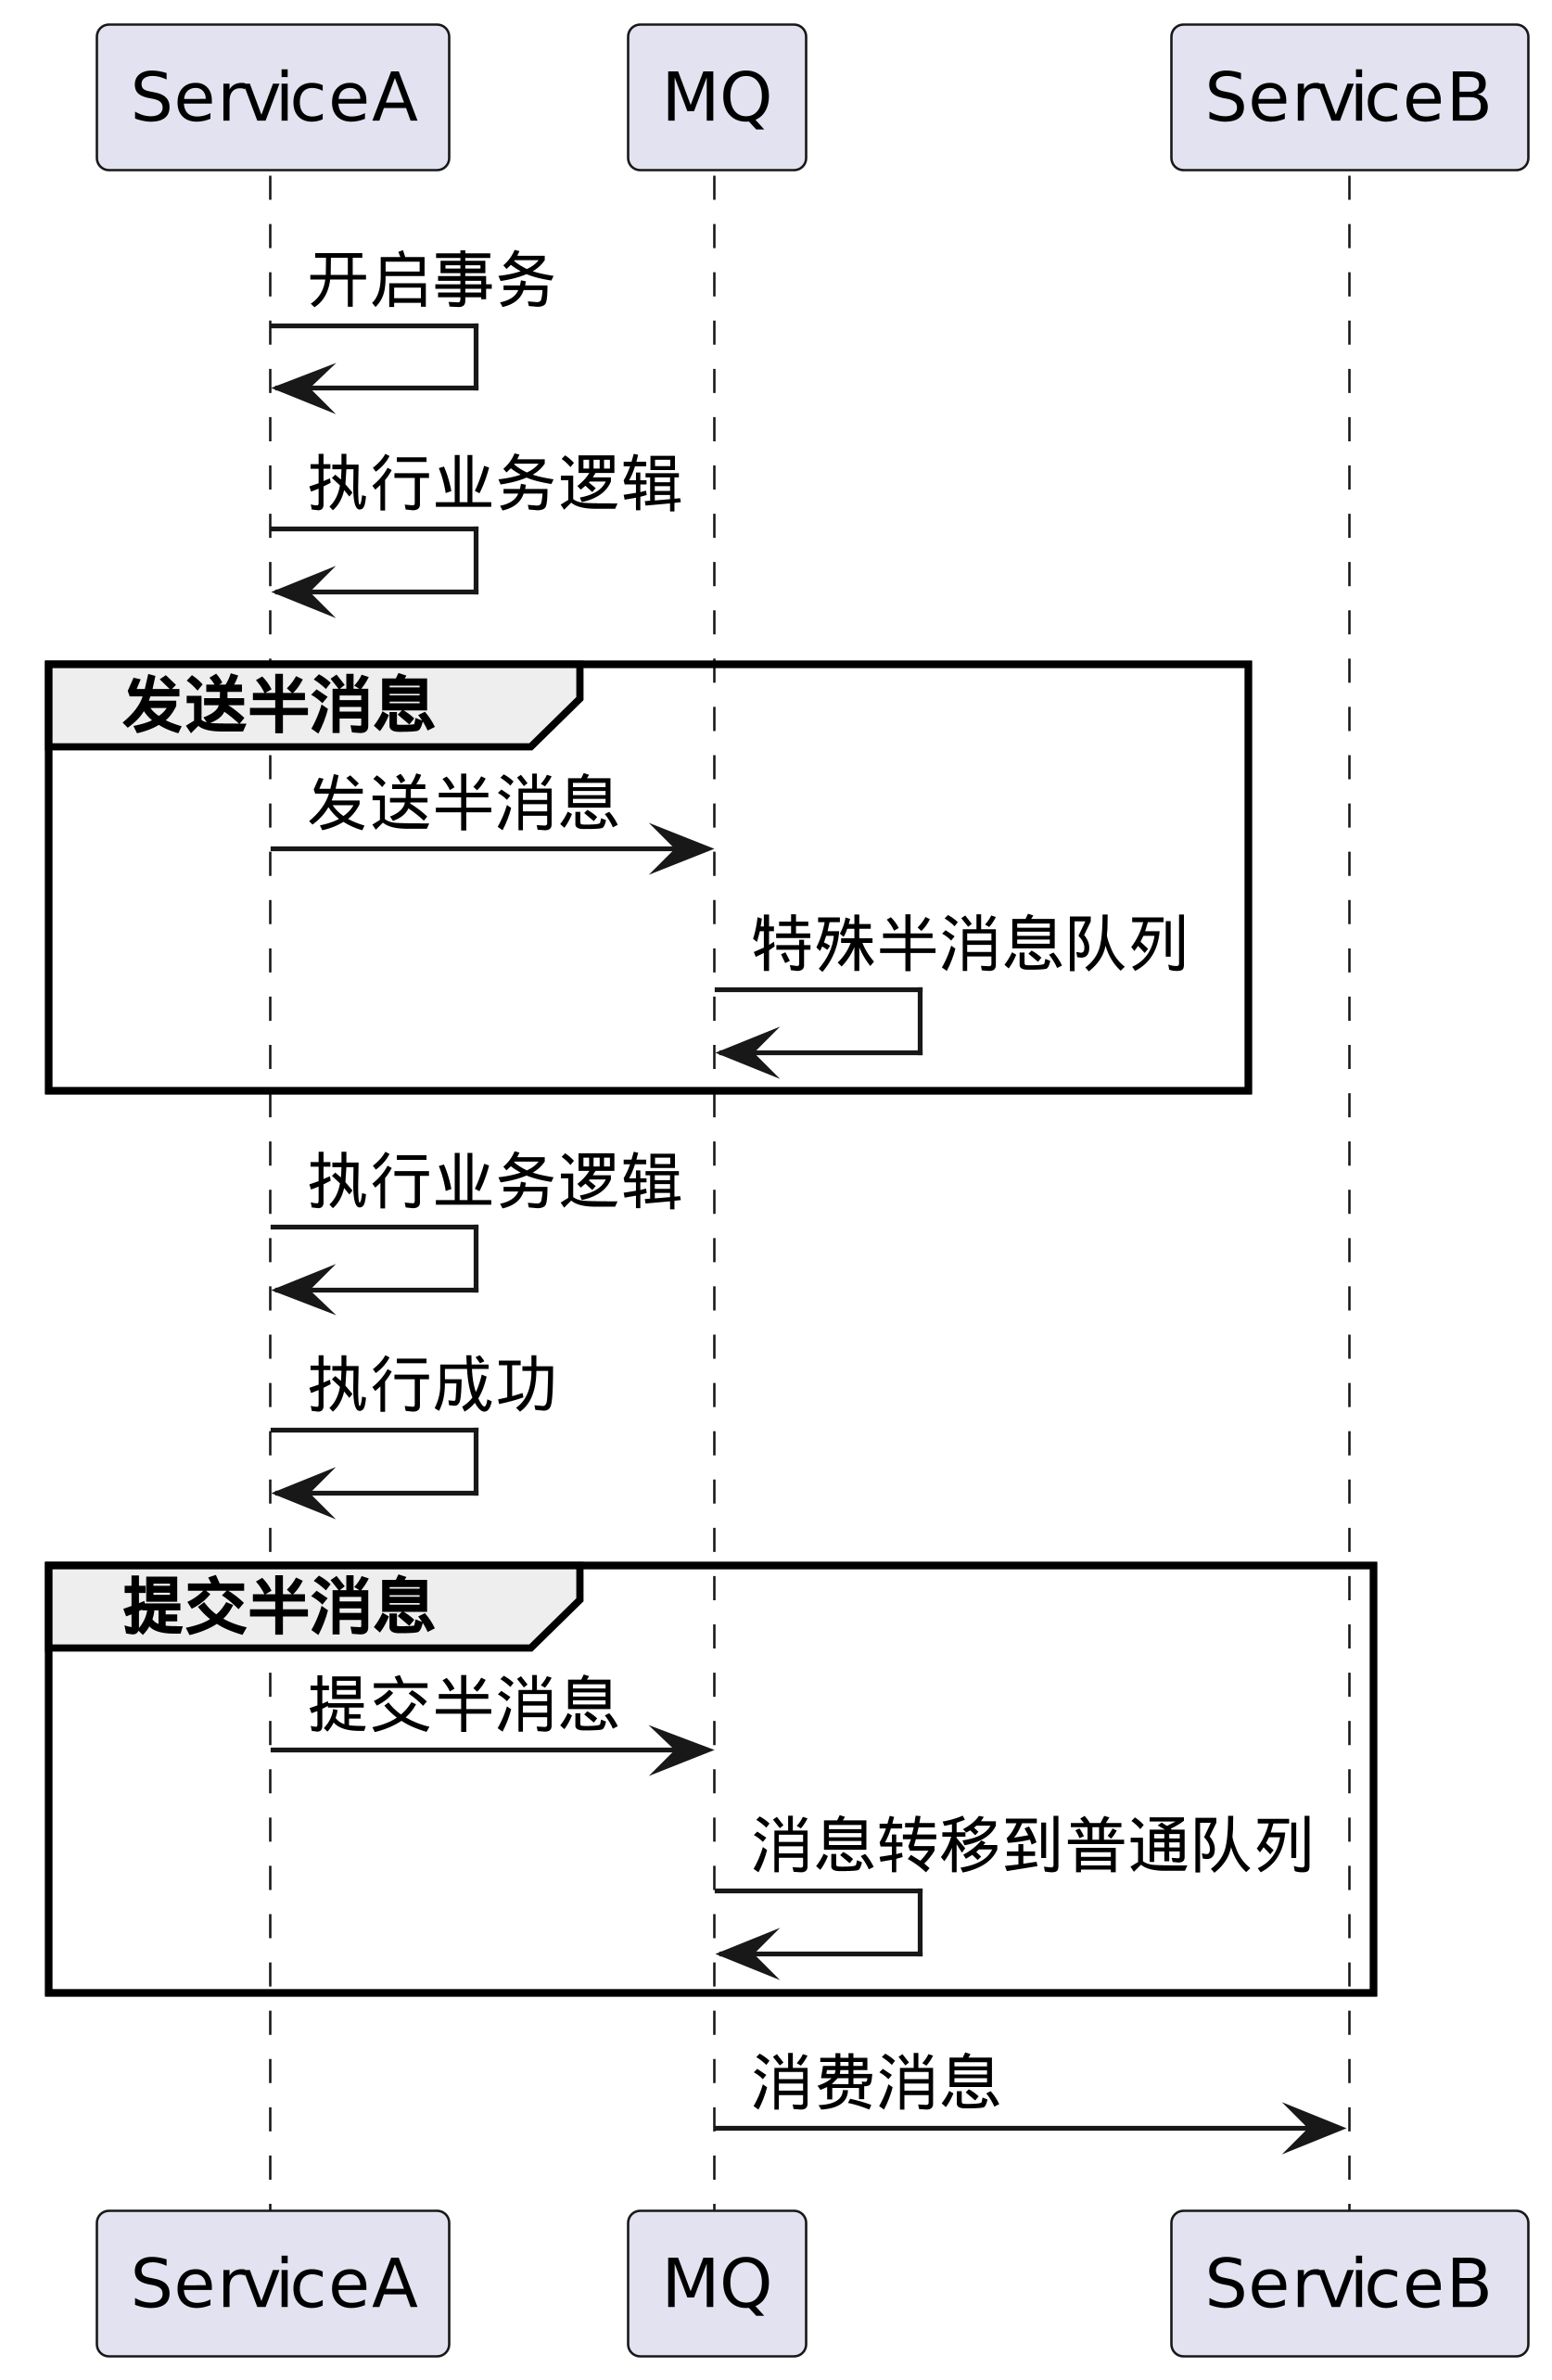 ServiceA
MQ
ServiceB
开启事务
执行业务逻辑
发送半消息
发送半消息
特殊半消息队列
执行业务逻辑
执行成功
提交半消息
提交半消息
消息转移到普通队列
消费消息
ServiceA
MQ
ServiceB